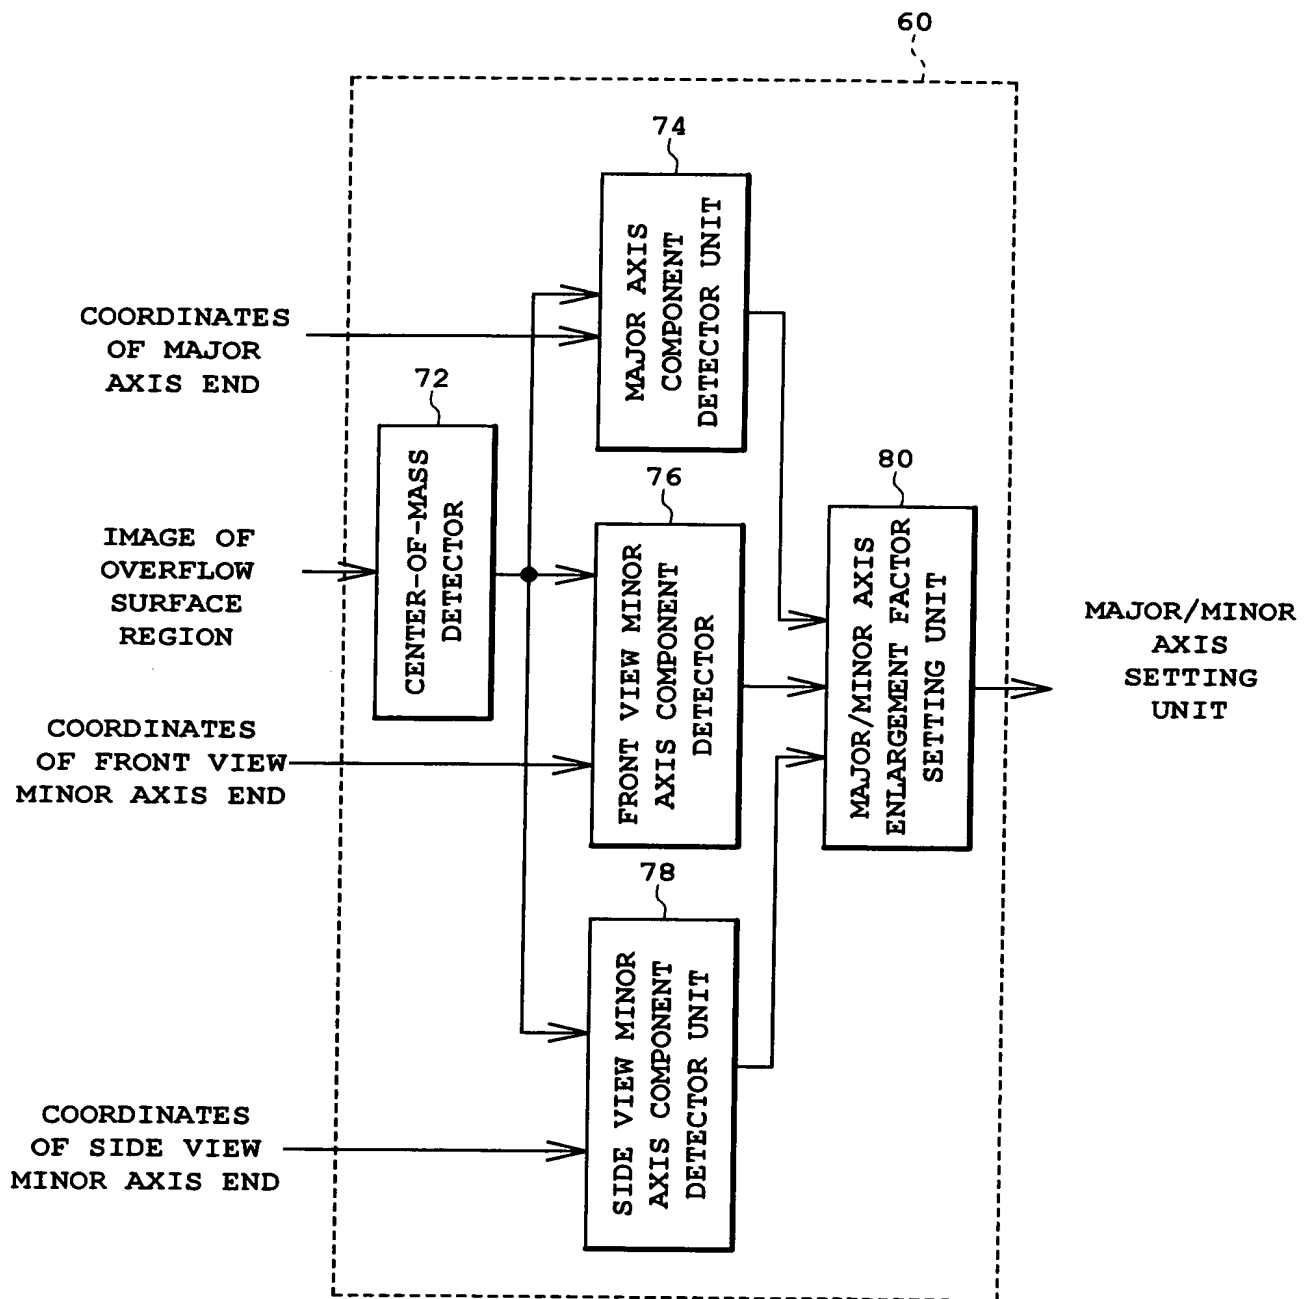 60
74
MAJOR AXIS
COMPONENT
DETECTOR UNIT
COORDINATES
OF MAJOR
AXIS END
72
CENTER-OF-MASS
DETECTOR
76
FRONT VIEW MINOR
AXIS COMPONENT
DETECTOR
80
MAJOR/MINOR AXIS
ENLARGEMENT FACTOR
SETTING UNIT
IMAGE OF
OVERFLOW
SURFACE
REGION
MAJOR/MINOR
AXIS
SETTING
UNIT
COORDINATES
OF FRONT VIEW
MINOR AXIS END
78
SIDE VIEW MINOR
AXIS COMPONENT
DETECTOR UNIT
COORDINATES
OF SIDE VIEW
MINOR AXIS END